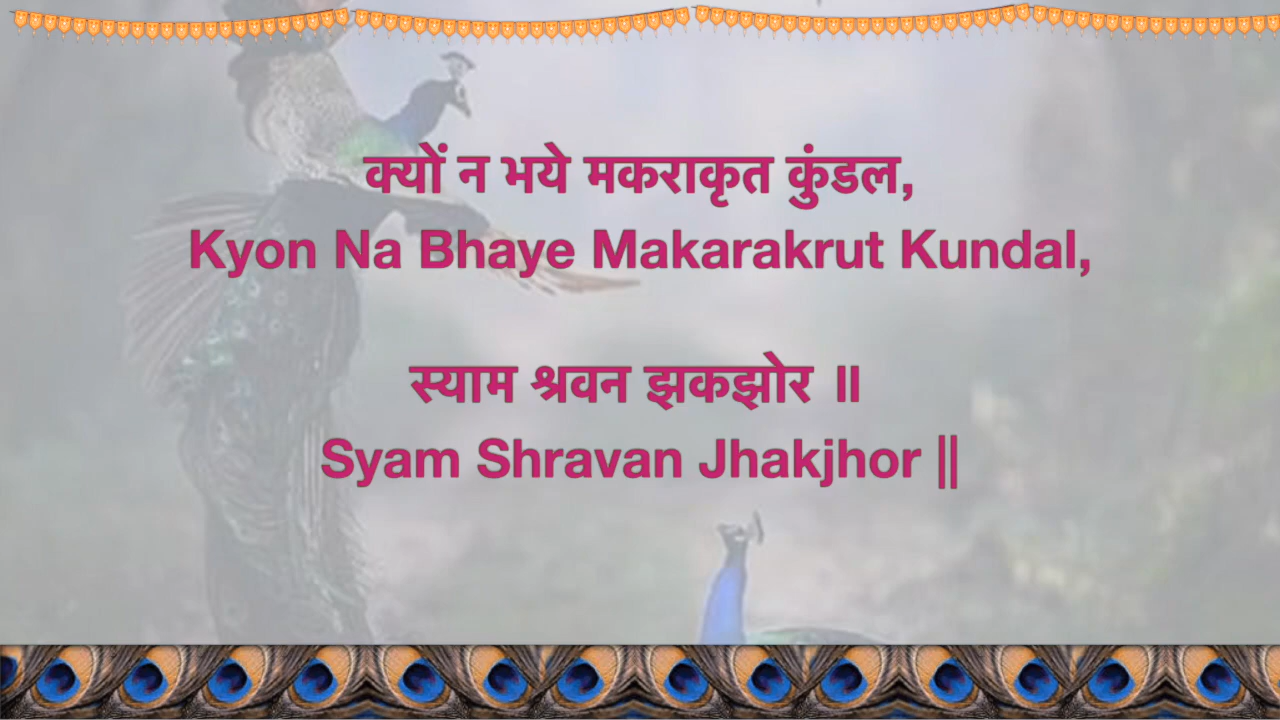 क्यों न भये मकराकृत कुंडल,
Kyon Na Bhaye Makarakrut Kundal,
स्याम श्रवन झकझोर ॥
Syam Shravan Jhakjhor ||